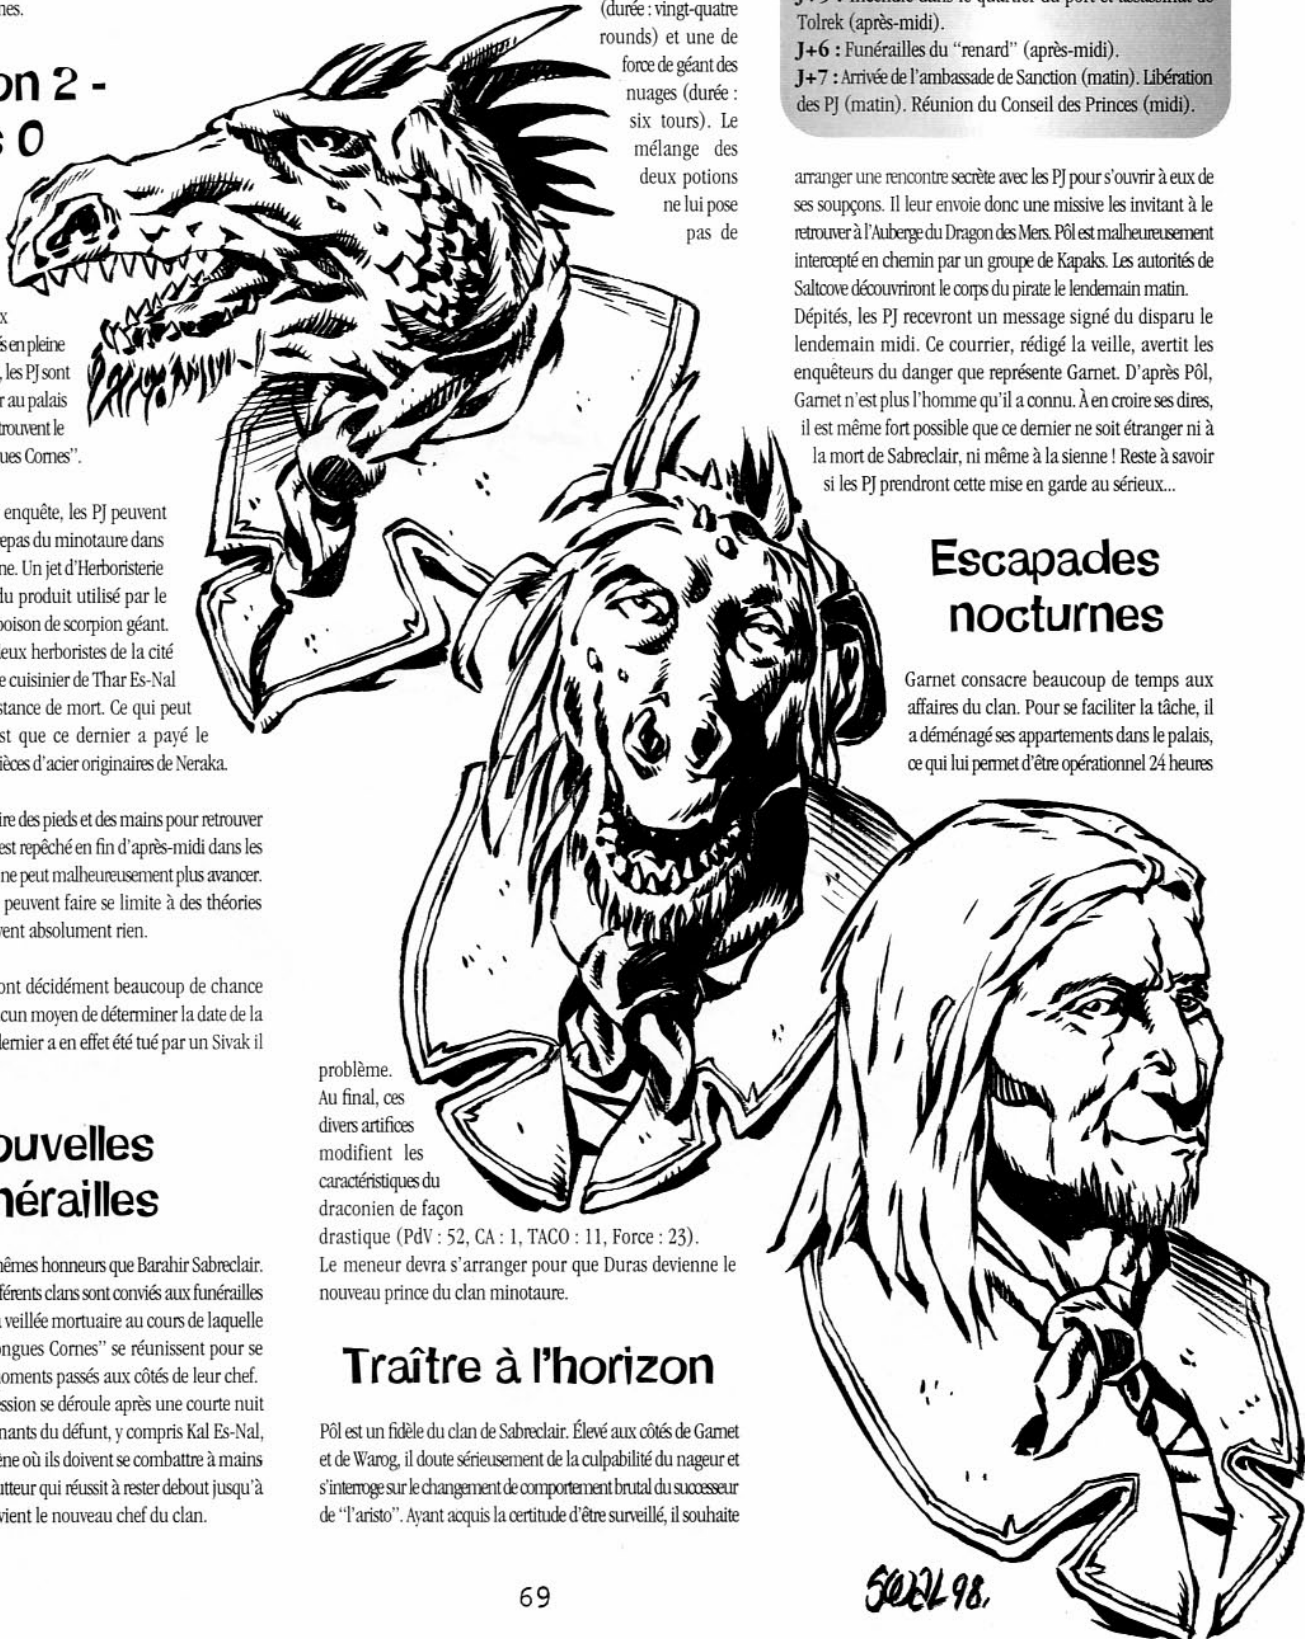 nes.
on 2 -
s 0
x
és en pleine
, les PJ sont
r au palais
trouvent le
ues Cornes”.
enquête, les PJ peuvent
repas du minotaure dans
ne. Un jet d’Herboristerie
du produit utilisé par le
poison de scorpion géant.
eux herboristes de la cité
e cuisinier de Thar Es-Nal
stance de mort. Ce qui peut
st que ce dernier a payé le
ièces d’acier originaires de Neraka.
ire des pieds et des mains pour retrouver
est repêché en fin d’après-midi dans les
ne peut malheureusement plus avancer.
peuvent faire se limite à des théories
vent absolument rien.
ont décidément beaucoup de chance
cun moyen de déterminer la date de la
dernier a en effet été tué par un Sivak il
ouvelles
nérailles
mêmes honneurs que Barahir Sabreclair.
fférents clans sont conviés aux funérailles
a veillée mortuaire au cours de laquelle
ongues Cornes” se réunissent pour se
oments passés aux côtés de leur chef.
ession se déroule après une courte nuit
nants du défunt, y compris Kal Es-Nal,
ène où ils doivent se combattre à mains
utteur qui réussit à rester debout jusqu’à
vient le nouveau chef du clan.
(durée : vingt-quatre
rounds) et une de
force de géant des
nuages (durée :
six tours). Le
mélange des
deux potions
ne lui pose
pas de
problème.
Au final, ces
divers artifices
modifient les
caractéristiques du
draconien de façon
drastique (PdV : 52, CA : 1, TACO : 11, Force : 23).
Le meneur devra s’arranger pour que Duras devienne le
nouveau prince du clan minotaure.
Traître à l’horizon
Pôl est un fidèle du clan de Sabreclair. Élevé aux côtés de Garnet
et de Warog, il doute sérieusement de la culpabilité du nageur et
s’interroge sur le changement de comportement brutal du successeur
de “l’aristo”. Ayant acquis la certitude d’être surveillé, il souhaite
J+5 : Incendie dans le quartier du port et assassinat de
Tolrek (après-midi).
J+6 : Funérailles du “renard” (après-midi).
J+7 : Arrivée de l’ambassade de Sanction (matin). Libération
des PJ (matin). Réunion du Conseil des Princes (midi).
arranger une rencontre secrète avec les PJ pour s’ouvrir à eux de
ses soupçons. Il leur envoie donc une missive les invitant à le
retrouver à l’Auberge du Dragon des Mers. Pôl est malheureusement
intercepté en chemin par un groupe de Kapaks. Les autorités de
Saltcove découvriront le corps du pirate le lendemain matin.
Dépités, les PJ recevront un message signé du disparu le
lendemain midi. Ce courrier, rédigé la veille, avertit les
enquêteurs du danger que représente Garnet. D’après Pôl,
Garnet n’est plus l’homme qu’il a connu. À en croire ses dires,
il est même fort possible que ce dernier ne soit étranger ni à
la mort de Sabreclair, ni même à la sienne ! Reste à savoir
si les PJ prendront cette mise en garde au sérieux...
Escapades
nocturnes
Garnet consacre beaucoup de temps aux
affaires du clan. Pour se faciliter la tâche, il
a déménagé ses appartements dans le palais,
ce qui lui permet d’être opérationnel 24 heures
69
SWAL 98.